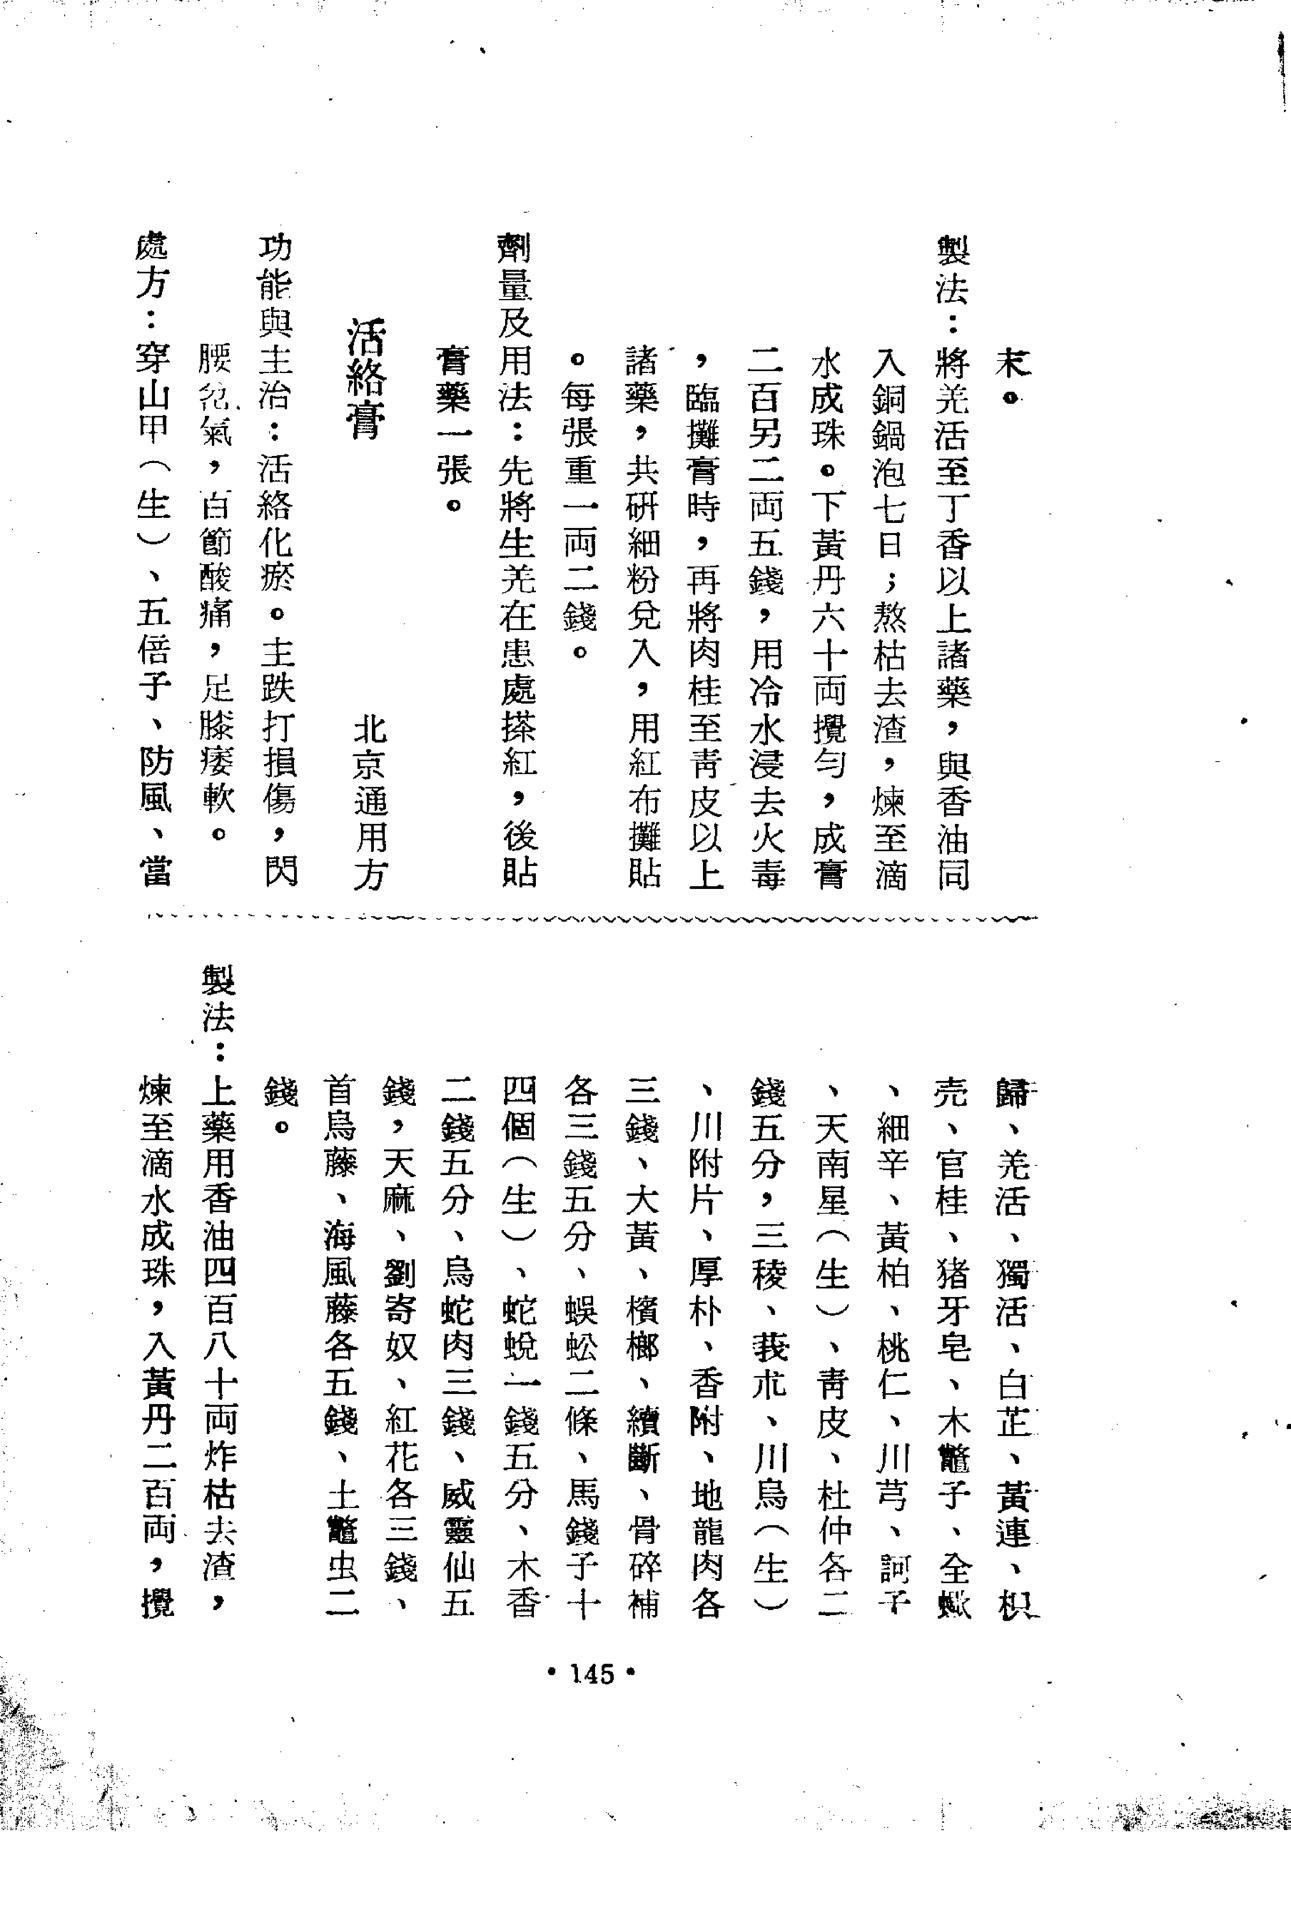 末。
製法：將羌活至丁香以上諸藥，與香油同
入銅鍋泡七日；熬枯去渣，煉至滴
水成珠。下黃丹六十両攪勻，成膏
二百另二両五錢，用冷水浸去火毒
，臨攤膏時，再將肉桂至靑皮以上
諸藥，共研細粉兌入，用紅布攤貼
。每張重一両二錢。
劑量及用法：先將生羌在患處搽紅，後貼
膏藥一張。
活絡膏　北京通用方
功能與主治：活絡化瘀。主跌打損傷，閃
腰岔氣，百節酸痛，足膝痿軟。
處方：穿山甲（生）、五倍子、防風、當
歸、羌活、獨活、白芷、黃連、枳
壳、官桂、猪牙皂、木鼈子、全蠍
、細辛、黃柏、桃仁、川芎、訶子
、天南星（生）、靑皮、杜仲各二
錢五分，三稜、莪朮、川烏（生）
、川附片、厚朴、香附、地龍肉各
三錢、大黃、檳榔、續斷、骨碎補
各三錢五分、蜈蚣二條、馬錢子十
四個（生）、蛇蛻一錢五分、木香
二錢五分、烏蛇肉三錢、威靈仙五
錢，天麻、劉寄奴、紅花各三錢、
首烏藤、海風藤各五錢、土鼈虫二
錢。
製法：上藥用香油四百八十両炸枯去渣，
煉至滴水成珠，入黃丹二百両，攪
•145•